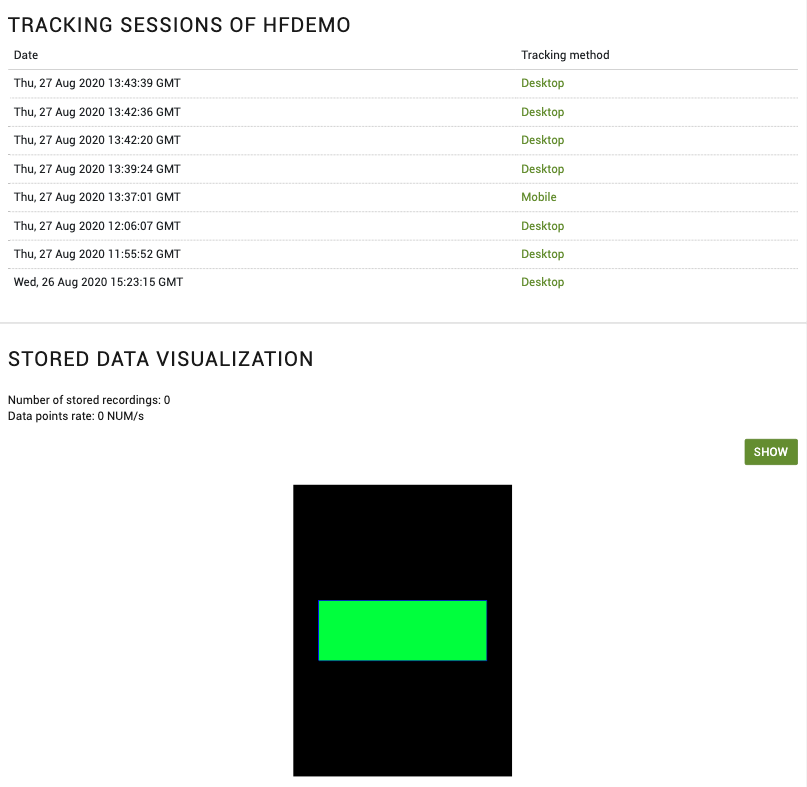 TRACKING SESSIONS OF HFDEMO
Date Tracking method
Thu, 27 Aug 2020 13:43:39 GMT Desktop
Thu, 27 Aug 2020 13:42:36 GMT Desktop
Thu, 27 Aug 2020 13:42:20 GMT Desktop
Thu, 27 Aug 2020 13:39:24 GMT Desktop
Thu, 27 Aug 2020 13:37:01 GMT Mobile
Thu, 27 Aug 2020 12:06:07 GMT Desktop
Thu, 27 Aug 2020 11:55:52 GMT Desktop
Wed, 26 Aug 2020 15:23:15 GMT Desktop
STORED DATA VISUALIZATION
Number of stored recordings: 0
Data points rate: 0 NUM/s
SHOW